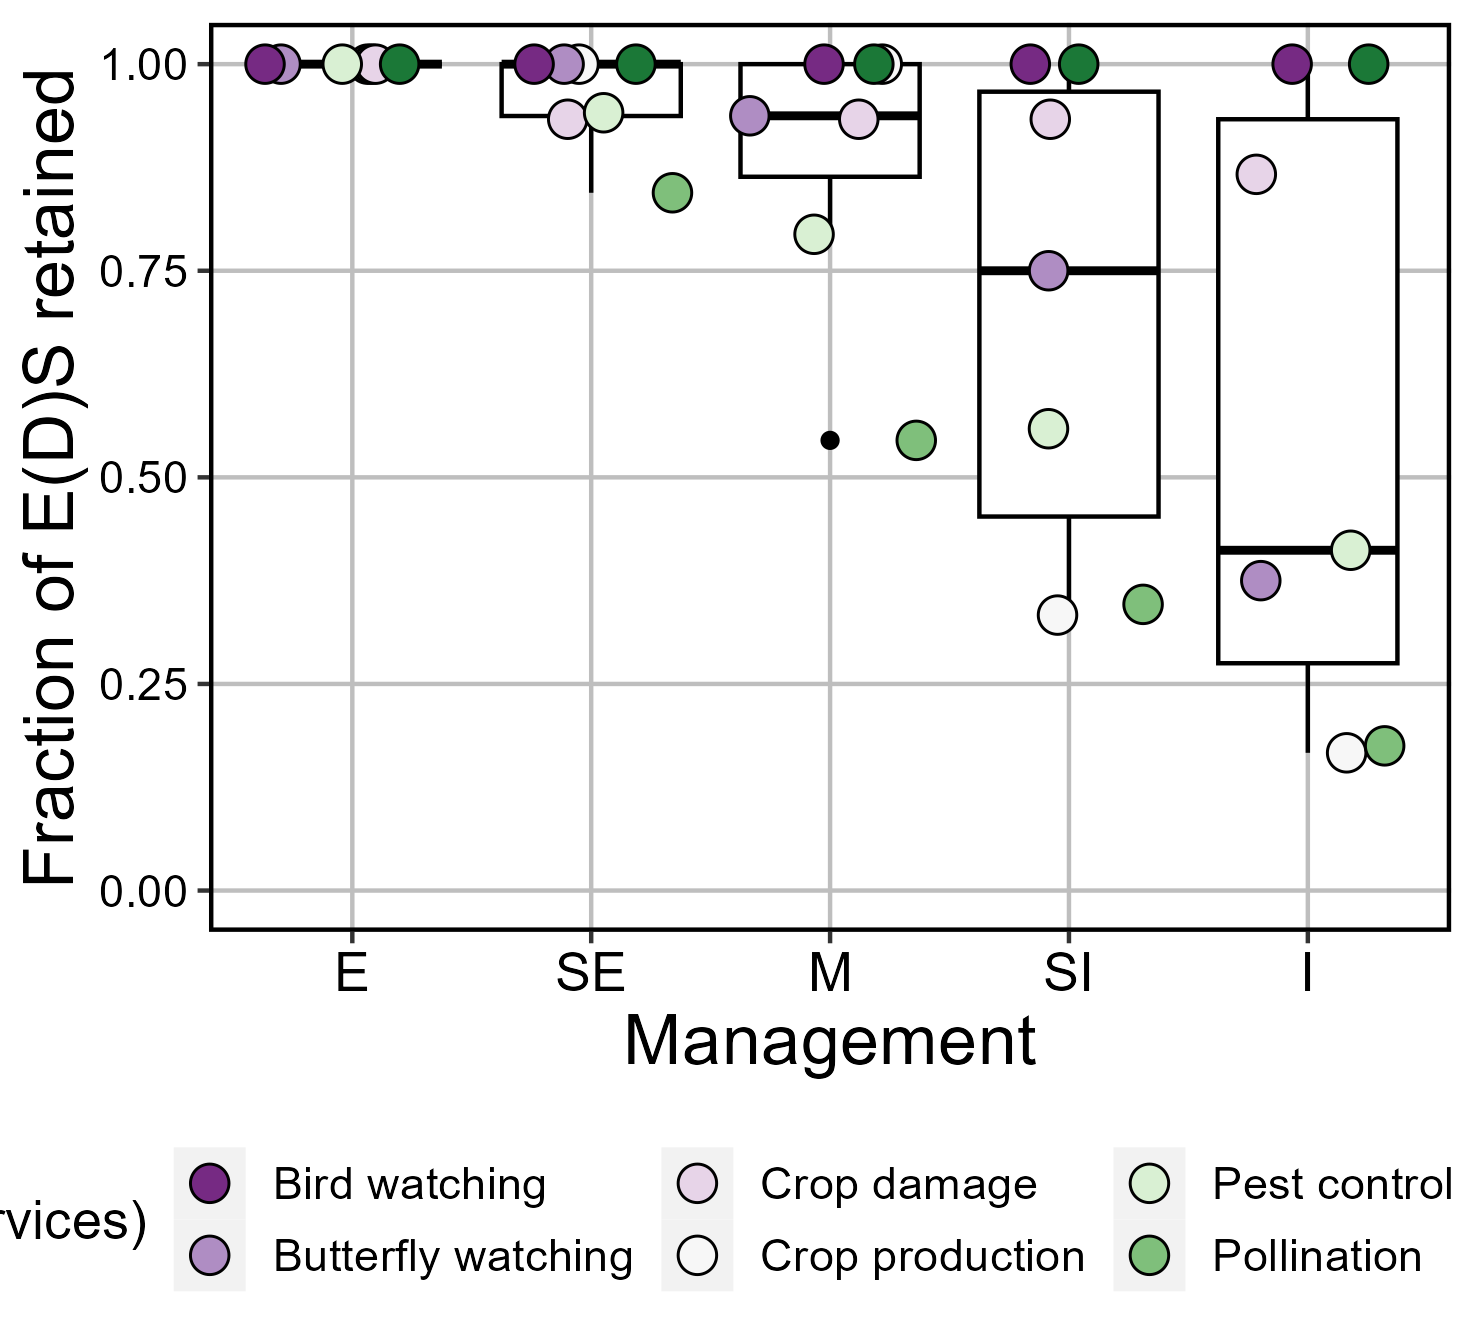 Fraction of E(D)S retained
1.00
0.75
0.50
0.25
0.00
E SE M SI I
Management
rvices)
Bird watching Crop damage Pest control
Butterfly watching Crop production Pollination